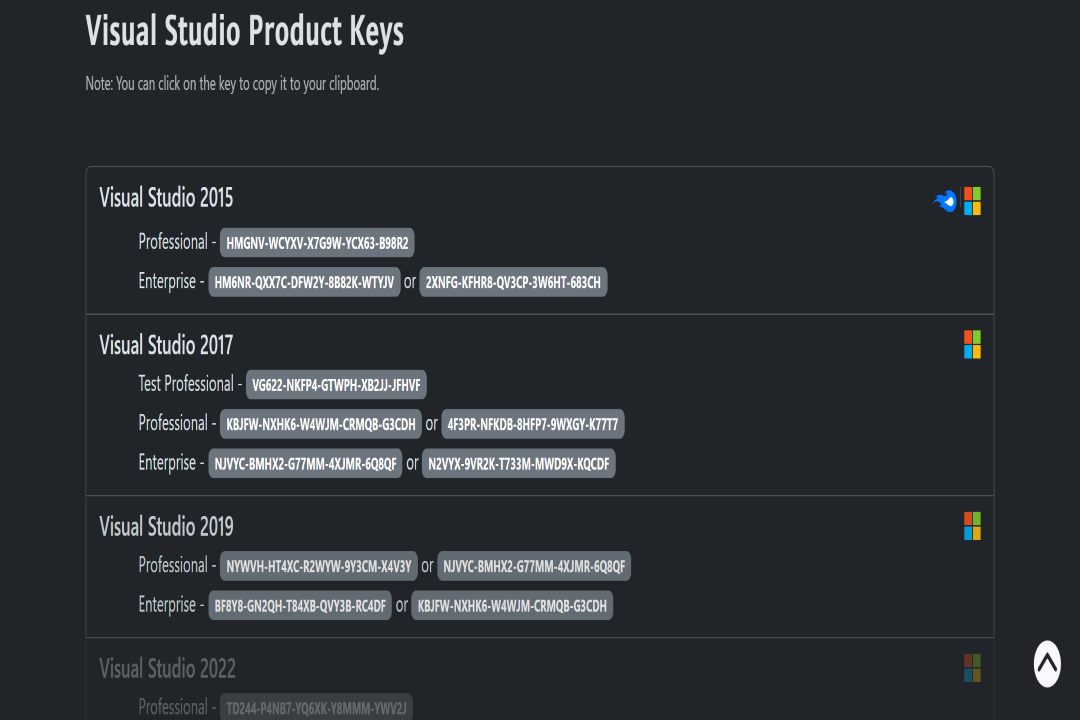 Visual Studio Product Keys
Note: You can click on the key to copy it to your clipboard.
Visual Studio 2015
Professional - HMGNV-WCYXV-X7G9W-YCX63-B98R2
Enterprise - HM6NR-QXX7C-DFW2Y-8B82K-WTYJV or 2XNFG-KFHR8-QV3CP-3W6HT-683CH
Visual Studio 2017
Test Professional - VG622-NKFP4-GTWPH-XB2JJ-JFHVF
Professional - KBJFW-NXHK6-W4WJM-CRMQB-G3CDH or 4F3PR-NFKDB-8HFP7-9WXGY-K77T7
Enterprise - NJVYC-BMHX2-G77MM-4XJMR-6Q8QF or N2VYX-9VR2K-T733M-MWD9X-KQCDF
Visual Studio 2019
Professional - NYWVH-HT4XC-R2WYW-9Y3CM-X4V3Y or NJVYC-BMHX2-G77MM-4XJMR-6Q8QF
Enterprise - BF8Y8-GN2QH-T84XB-QVY3B-RC4DF or KBJFW-NXHK6-W4WJM-CRMQB-G3CDH
Visual Studio 2022
Professional - TD244-P4NB7-YQ6XK-Y8MMM-YWV2J